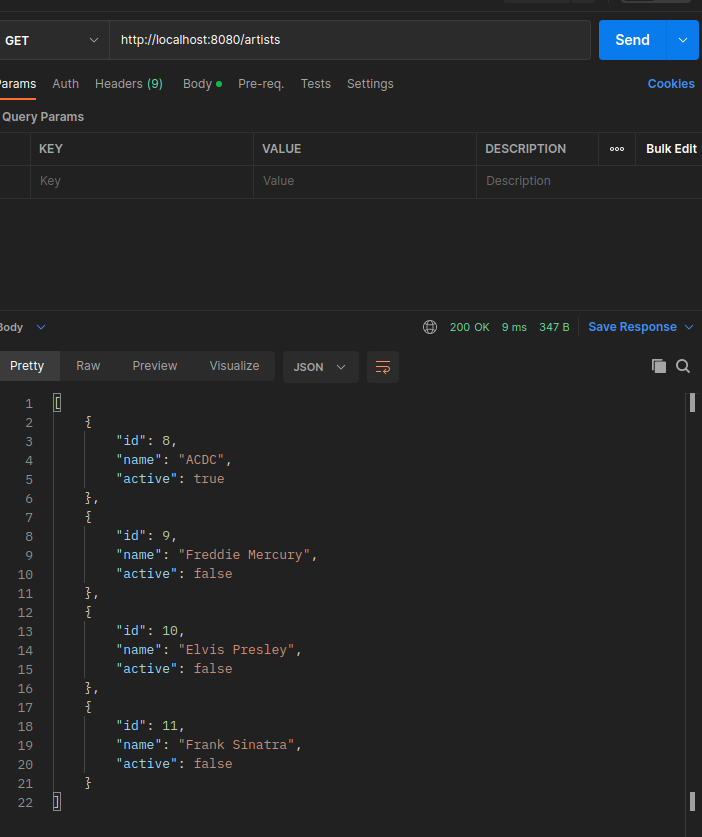 GET http://localhost:8080/artists Send
Params Auth Headers (9) Body Pre-req. Tests Settings Cookies
Query Params
KEY VALUE DESCRIPTION Bulk Edit
Key Value Description
Body 200 OK 9 ms 347 B Save Response
Pretty Raw Preview Visualize JSON
1 [
2 {
3 "id": 8,
4 "name": "ACDC",
5 "active": true
6 },
7 {
8 "id": 9,
9 "name": "Freddie Mercury",
10 "active": false
11 },
12 {
13 "id": 10,
14 "name": "Elvis Presley",
15 "active": false
16 },
17 {
18 "id": 11,
19 "name": "Frank Sinatra",
20 "active": false
21 }
22 ]